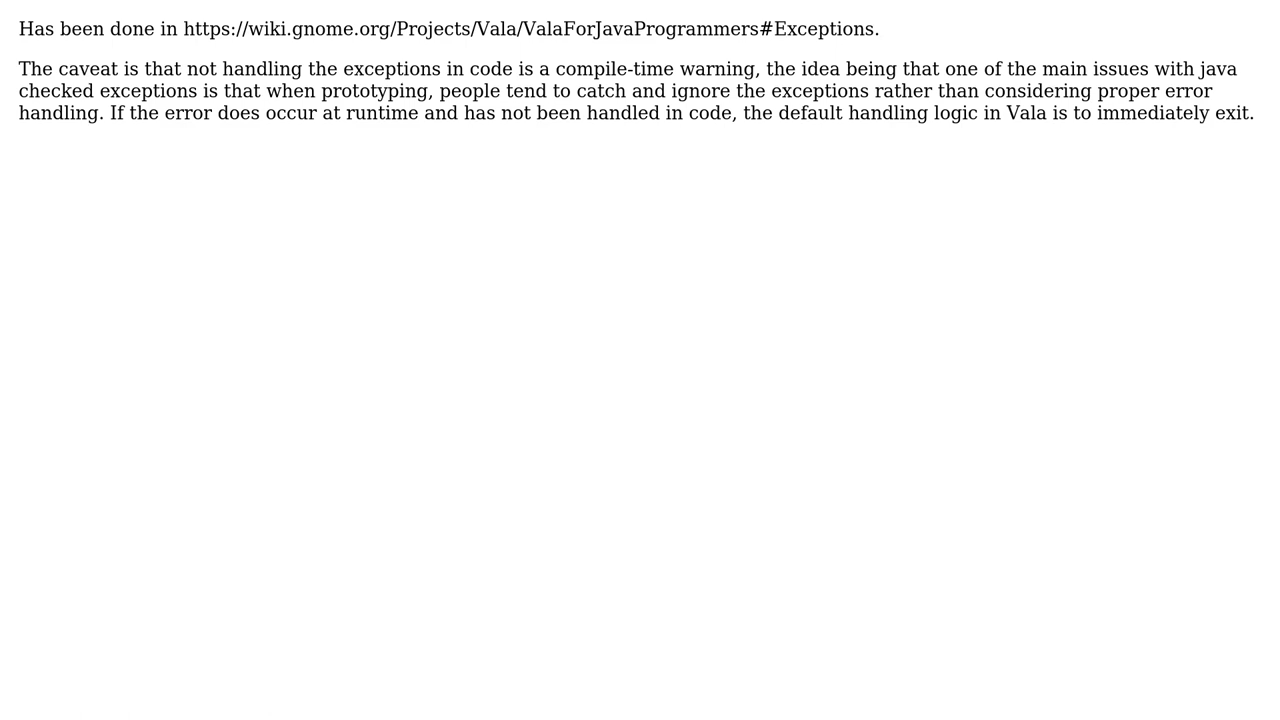 Has been done in https://wiki.gnome.org/Projects/Vala/ValaForJavaProgrammers#Exceptions.
The caveat is that not handling the exceptions in code is a compile-time warning, the idea being that one of the main issues with java
checked exceptions is that when prototyping, people tend to catch and ignore the exceptions rather than considering proper error
handling. If the error does occur at runtime and has not been handled in code, the default handling logic in Vala is to immediately exit.